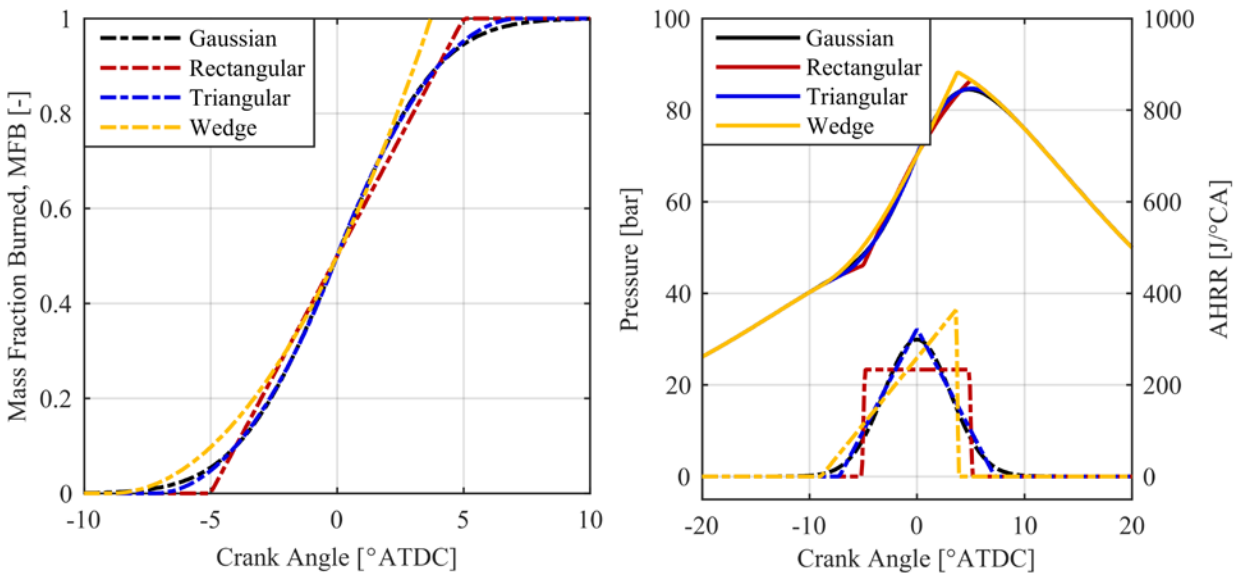 Gaussian
Rectangular
Triangular
Wedge
1
0.8
0.6
0.4
0.2
0
-10
-5
0
5
10
Mass Fraction Burned, MFB [-]
Crank Angle [°ATDC]
Gaussian
Rectangular
Triangular
Wedge
100
80
60
40
20
0
1000
800
600
400
200
0
-20
-10
0
10
20
Pressure [bar]
AHRR [J/°CA]
Crank Angle [°ATDC]